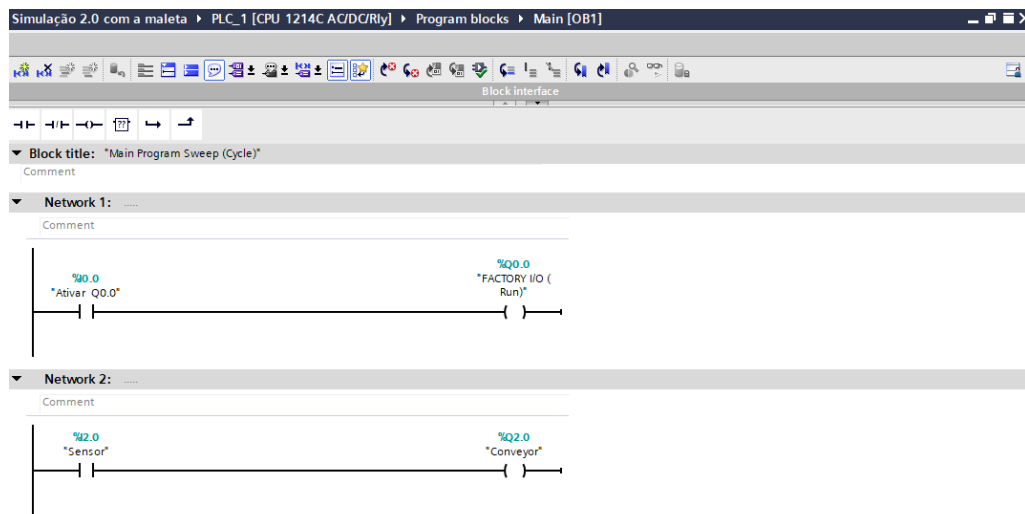 Simulação 2.0 com a maleta ▸ PLC_1 [CPU 1214C AC/DC/Rly] ▸ Program blocks ▸ Main [OB1]
Block interface
??
Block title: "Main Program Sweep (Cycle)"
Comment
Network 1: .....
Comment
%I0.0
"Ativar Q0.0"
%Q0.0
"FACTORY I/O (
Run)"
Network 2: .....
Comment
%I2.0
"Sensor"
%Q2.0
"Conveyor"